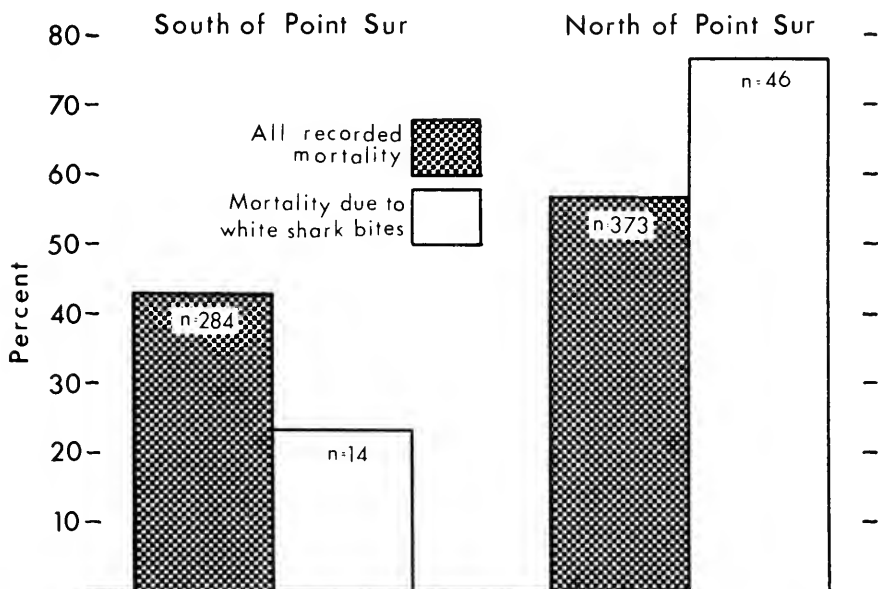 South of Point Sur
North of Point Sur
80
70
60
50
40
30
20
10
Percent
All recorded
mortality
Mortality due to
white shark bites
n=284
n=14
n=373
n=46